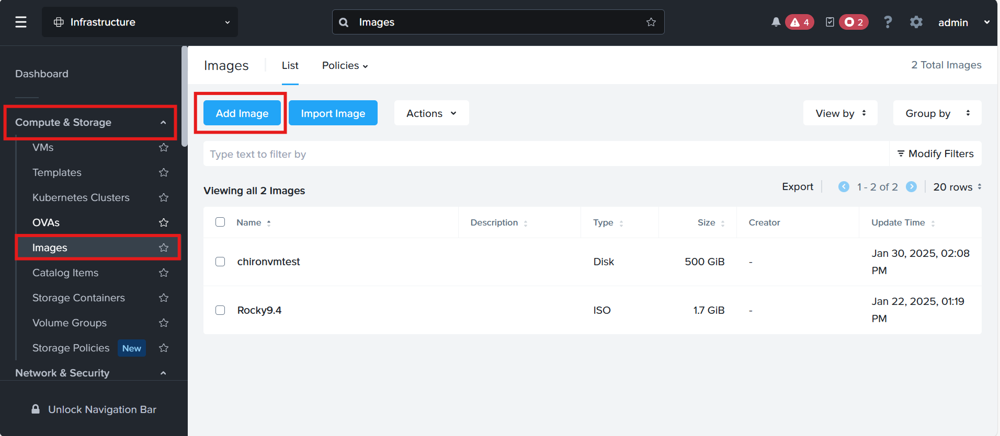 Infrastructure
Images
4
2
?
admin
Dashboard
Compute & Storage
VMs
Templates
Kubernetes Clusters
OVAs
Images
Catalog Items
Storage Containers
Volume Groups
Storage Policies New
Network & Security
Unlock Navigation Bar
Images List Policies 2 Total Images
Add Image Import Image Actions View by Group by
Type text to filter by Modify Filters
Viewing all 2 Images Export 1 - 2 of 2 20 rows
Name Description Type Size Creator Update Time
chironvmtest Disk 500 GiB - Jan 30, 2025, 02:08
PM
Rocky9.4 ISO 1.7 GiB - Jan 22, 2025, 01:19
PM